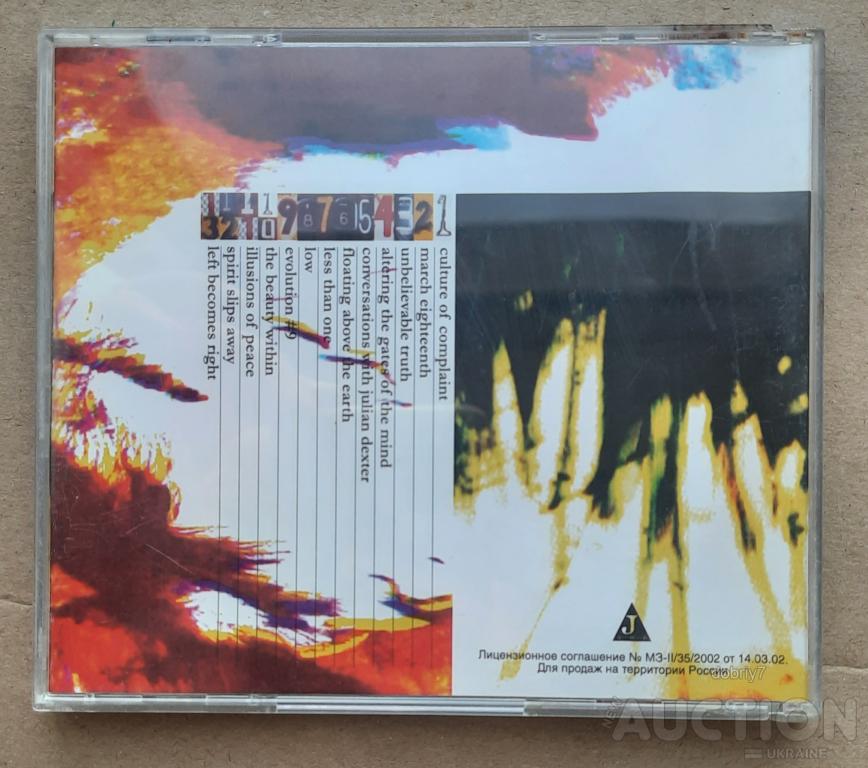 1 culture of complaint
2 march eighteenth
3 unbelievable truth
4 altering the gates of the mind
5 conversations with julian dexter
6 floating above the earth
7 less than one
8 low
9 evolution #9
10 the beauty within
11 illusions of peace
12 spirit slips away
13 left becomes right
J
Лицензионное соглашение № МЗ-II/35/2002 от 14.03.02.
Для продаж на территории России
dobriy7
NEW
AUCTION
UKRAINE